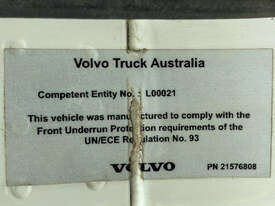 Volvo Truck Australia
Competent Entity No.: L00021
This vehicle was manufactured to comply with the
Front Underrun Protection requirements of the
UN/ECE Regulation No. 93
VOLVO
PN 21576808